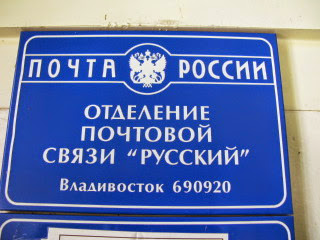 ПОЧТА РОССИИ
ОТДЕЛЕНИЕ
ПОЧТОВОЙ
СВЯЗИ "РУССКИЙ"
Владивосток 690920